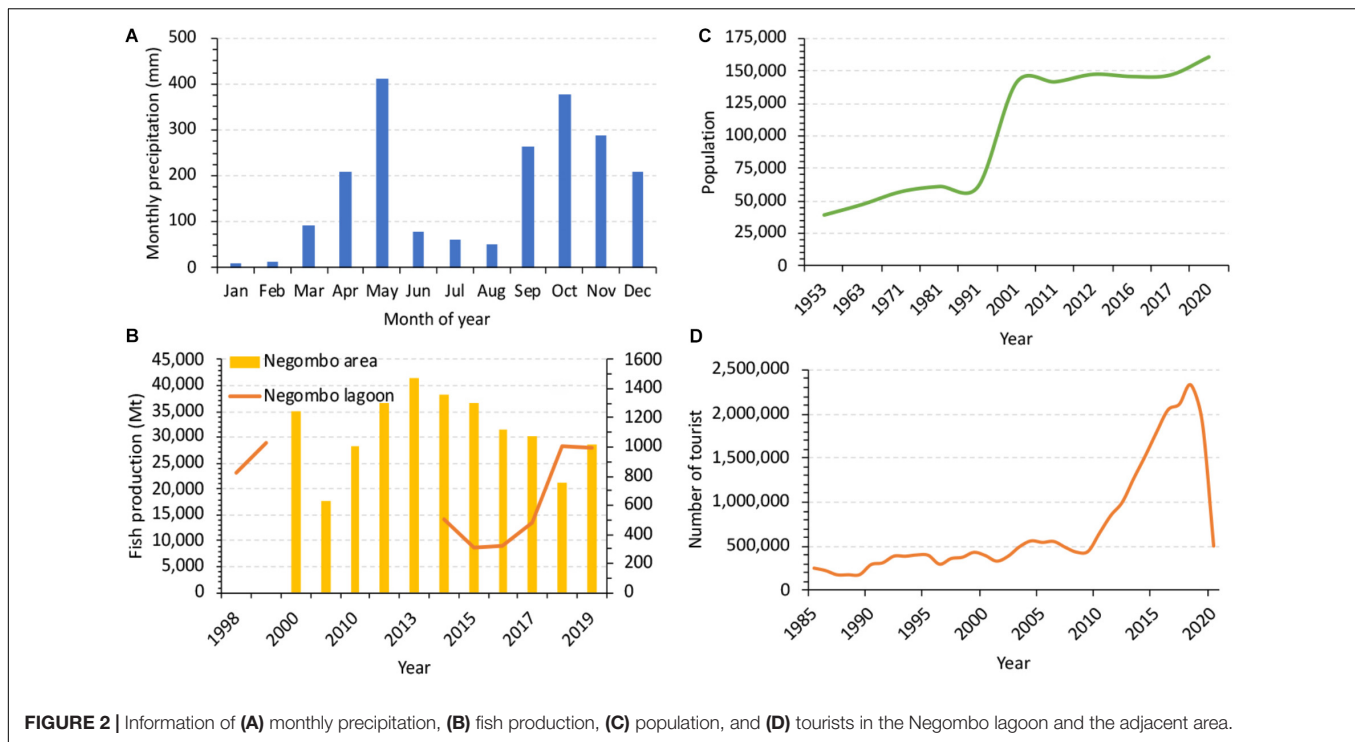 A
Monthly precipitation (mm)
500
400
300
200
100
0
Jan Feb Mar Apr May Jun Jul Aug Sep Oct Nov Dec
Month of year
C
Population
175,000
150,000
125,000
100,000
75,000
50,000
25,000
0
1953 1963 1971 1981 1991 2001 2011 2012 2016 2017 2020
Year
B
Negombo area
Negombo lagoon
Fish production (Mt)
45,000
40,000
35,000
30,000
25,000
20,000
15,000
10,000
5,000
0
1600
1400
1200
1000
800
600
400
200
0
1998 2000 2010 2013 2015 2017 2019
Year
D
Number of tourist
2,500,000
2,000,000
1,500,000
1,000,000
500,000
0
1985 1990 1995 2000 2005 2010 2015 2020
Year
FIGURE 2 | Information of (A) monthly precipitation, (B) fish production, (C) population, and (D) tourists in the Negombo lagoon and the adjacent area.